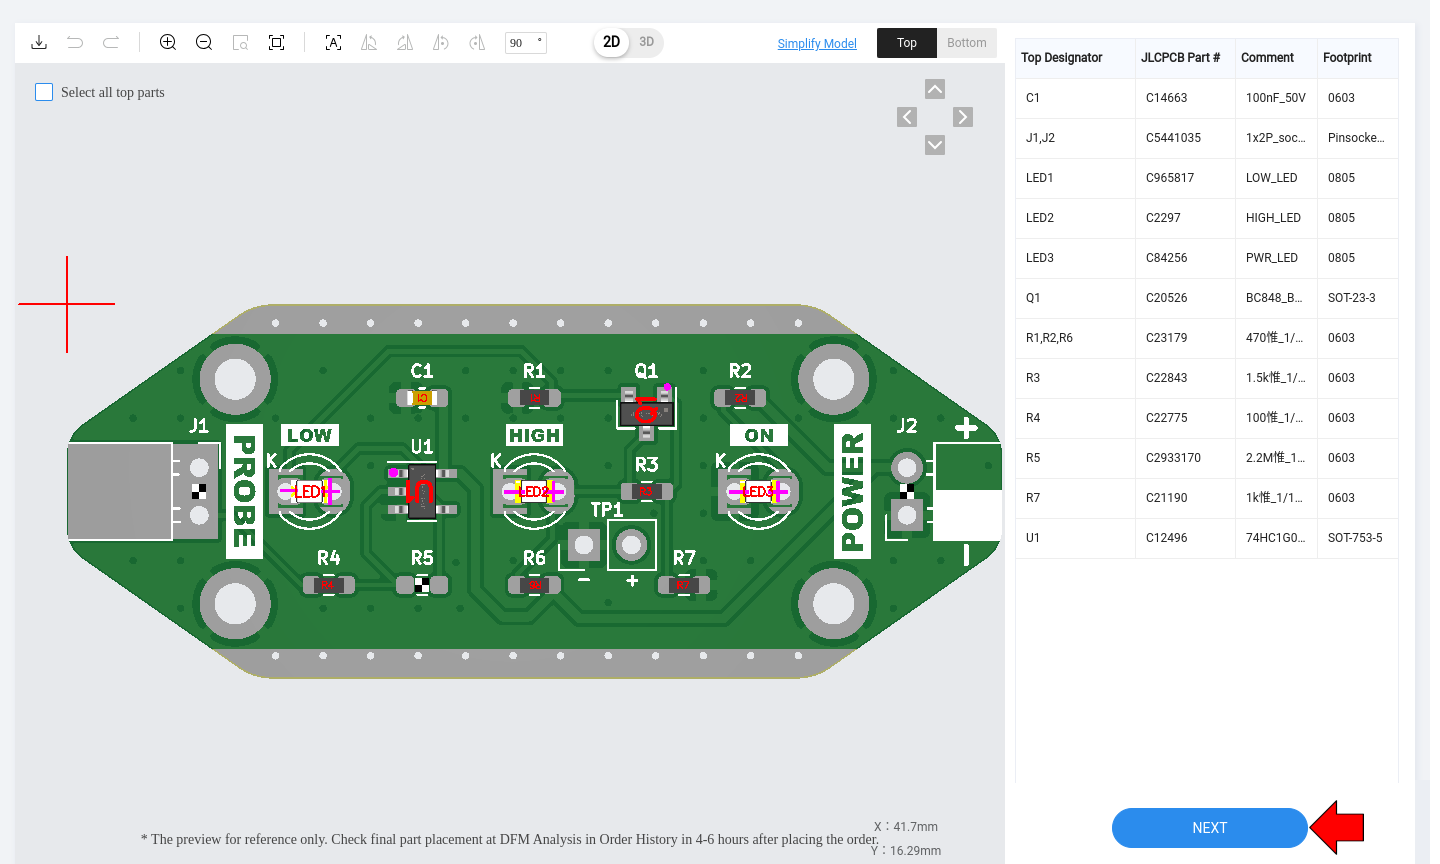 90 °
2D 3D
Simplify Model
Top Bottom
Select all top parts
C1 R1 Q1 R2
J1 LOW U1 HIGH ON J2 +
PROBE K K R3 K POWER
LED1 LED2 LED3
TP1
R4 R5 R6 R7
- +
* The preview for reference only. Check final part placement at DFM Analysis in Order History in 4-6 hours after placing the order.
X：41.7mm
Y：16.29mm
Top Designator JLCPCB Part # Comment Footprint
C1 C14663 100nF_50V 0603
J1,J2 C5441035 1x2P_soc... Pinsocke...
LED1 C965817 LOW_LED 0805
LED2 C2297 HIGH_LED 0805
LED3 C84256 PWR_LED 0805
Q1 C20526 BC848_B... SOT-23-3
R1,R2,R6 C23179 470惟_1/... 0603
R3 C22843 1.5k惟_1/... 0603
R4 C22775 100惟_1/... 0603
R5 C2933170 2.2M惟_1... 0603
R7 C21190 1k惟_1/1... 0603
U1 C12496 74HC1G0... SOT-753-5
NEXT